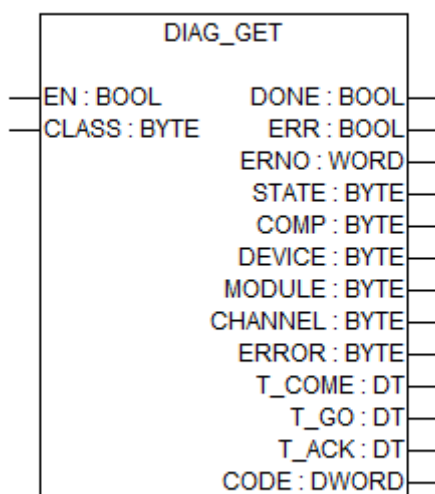 DIAG_GET
EN : BOOL DONE : BOOL
CLASS : BYTE ERR : BOOL
ERNO : WORD
STATE : BYTE
COMP : BYTE
DEVICE : BYTE
MODULE : BYTE
CHANNEL : BYTE
ERROR : BYTE
T_COME : DT
T_GO : DT
T_ACK : DT
CODE : DWORD